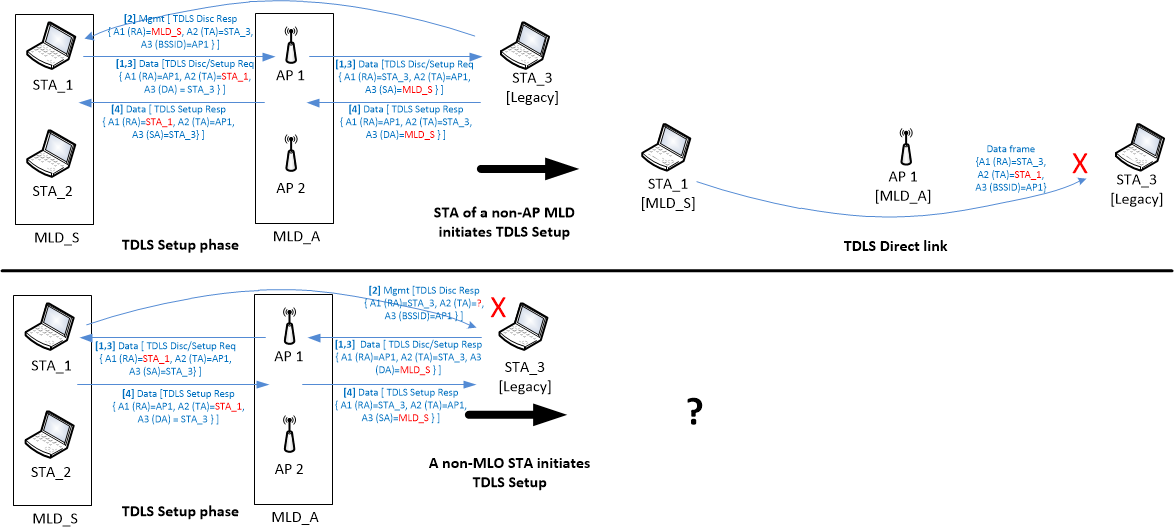 [2] Mgmt [ TDLS Disc Resp
{ A1 (RA)=MLD_S, A2 (TA)=STA_3,
A3 (BSSID)=AP1 } ]
STA_1
[1,3] Data [TDLS Disc/Setup Req
{ A1 (RA)=AP1, A2 (TA)=STA_1,
A3 (DA) = STA_3 } ]
AP 1
[1,3] Data [TDLS Disc/Setup Req
{ A1 (RA)=STA_3, A2 (TA)=AP1,
A3 (SA)=MLD_S } ]
STA_3
[Legacy]
[4] Data [ TDLS Setup Resp
{ A1 (RA)=STA_1, A2 (TA)=AP1,
A3 (SA)=STA_3} ]
[4] Data [ TDLS Setup Resp
{ A1 (RA)=AP1, A2 (TA)=STA_3,
A3 (DA)=MLD_S } ]
STA_2
AP 2
MLD_S
TDLS Setup phase
MLD_A
STA of a non-AP MLD
initiates TDLS Setup
STA_1
[MLD_S]
AP 1
[MLD_A]
Data frame
{A1 (RA)=STA_3,
A2 (TA)=STA_1,
A3 (BSSID)=AP1}
X
STA_3
[Legacy]
TDLS Direct link
[2] Mgmt [TDLS Disc Resp
{ A1 (RA)=STA_3, A2 (TA)=?,
A3 (BSSID)=AP1 } ]
X
STA_1
[1,3] Data [ TDLS Disc/Setup Req
{ A1 (RA)=STA_1, A2 (TA)=AP1,
A3 (SA)=STA_3} ]
AP 1
[1,3] Data [ TDLS Disc/Setup Resp
{ A1 (RA)=AP1, A2 (TA)=STA_3, A3
(DA)=MLD_S } ]
STA_3
[Legacy]
[4] Data [TDLS Setup Resp
{ A1 (RA)=AP1, A2 (TA)=STA_1,
A3 (DA) = STA_3 } ]
[4] Data [ TDLS Setup Resp
{ A1 (RA)=STA_3, A2 (TA)=AP1,
A3 (SA)=MLD_S } ]
STA_2
AP 2
MLD_S
TDLS Setup phase
MLD_A
A non-MLO STA initiates
TDLS Setup
?